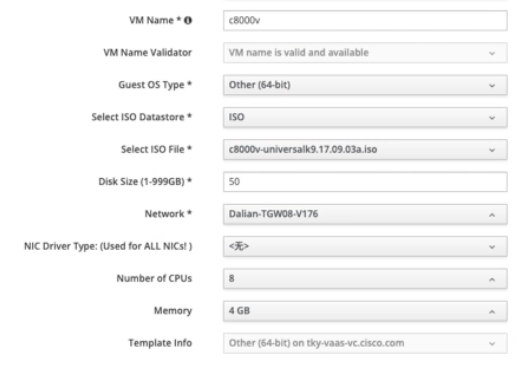 VM Name * c8000v
VM Name Validator VM name is valid and available
Guest OS Type * Other (64-bit)
Select ISO Datastore * ISO
Select ISO File * c8000v-universalk9.17.09.03a.iso
Disk Size (1-999GB) * 50
Network * Dalian-TGW08-V176
NIC Driver Type: (Used for ALL NICs! ) <无>
Number of CPUs 8
Memory 4 GB
Template Info Other (64-bit) on tky-vaas-vc.cisco.com